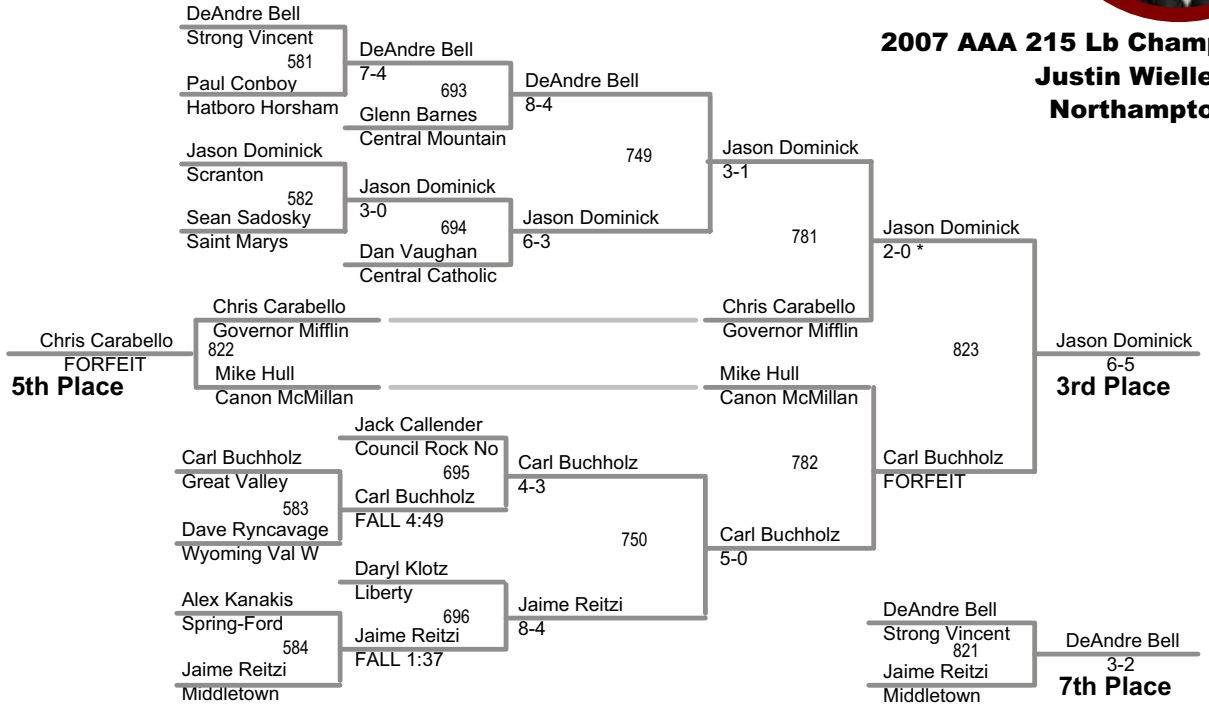 2007 AAA 215 Lb Champ
Justin Wielle
Northampto
DeAndre Bell
Strong Vincent
581
Paul Conboy
Hatboro Horsham
DeAndre Bell
7-4
693
Glenn Barnes
Central Mountain
DeAndre Bell
8-4
Jason Dominick
Scranton
582
Sean Sadosky
Saint Marys
Jason Dominick
3-0
694
Dan Vaughan
Central Catholic
Jason Dominick
6-3
749
Jason Dominick
3-1
781
Jason Dominick
2-0 *
Chris Carabello
Governor Mifflin
Chris Carabello
Governor Mifflin
Chris Carabello
FORFEIT
5th Place
822
Mike Hull
Canon McMillan
Mike Hull
Canon McMillan
823
Jason Dominick
6-5
3rd Place
Jack Callender
Council Rock No
695
Carl Buchholz
Great Valley
583
Dave Ryncavage
Wyoming Val W
Carl Buchholz
FALL 4:49
Carl Buchholz
4-3
782
Carl Buchholz
FORFEIT
750
Carl Buchholz
5-0
Daryl Klotz
Liberty
696
Alex Kanakis
Spring-Ford
584
Jaime Reitzi
Middletown
Jaime Reitzi
FALL 1:37
Jaime Reitzi
8-4
DeAndre Bell
Strong Vincent
821
Jaime Reitzi
Middletown
DeAndre Bell
3-2
7th Place